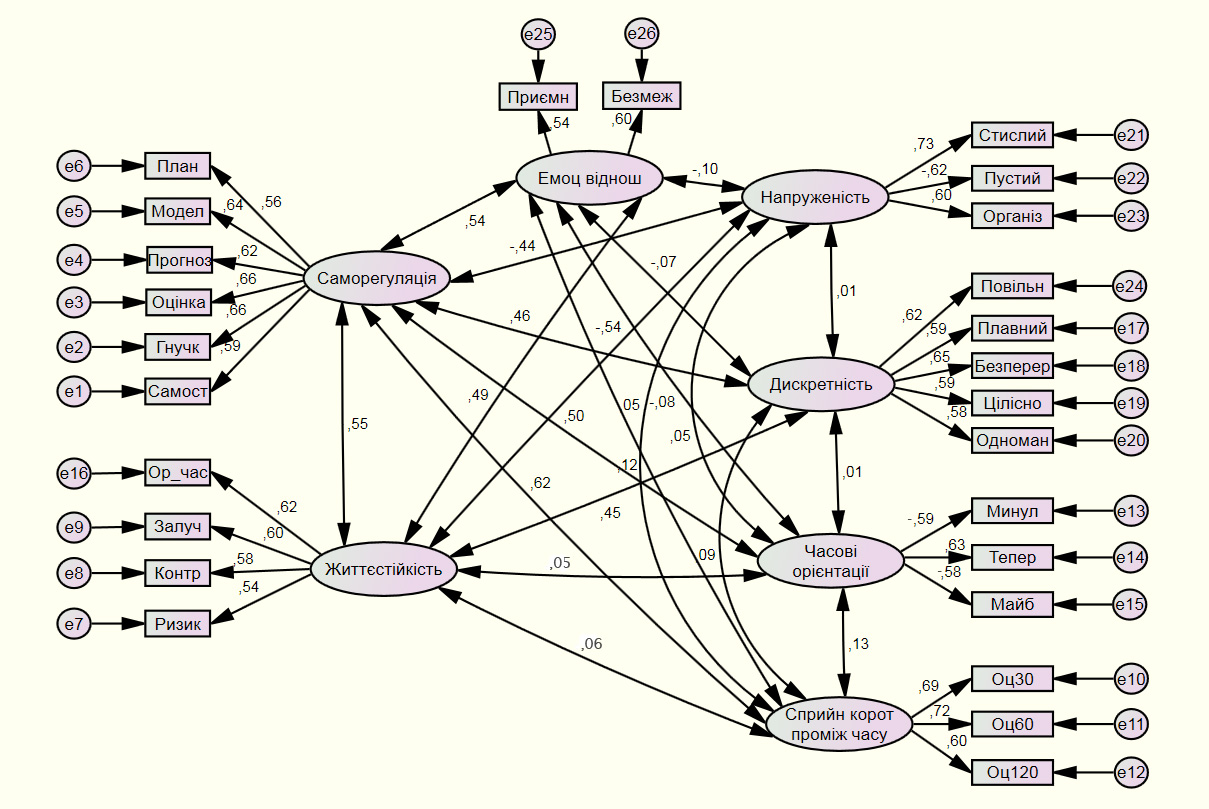 e25
e26
Приємн
Безмеж
,54
,60
Емоц віднош
e6
План
e5
Модел
e4
Прогноз
e3
Оцінка
e2
Гнучк
e1
Самост
,56
,64
,62
,66
,66
,59
Саморегуляція
-,10
Напруженість
,73
-,62
,60
Стислий
e21
Пустий
e22
Організ
e23
,54
-,44
-,07
,01
,46
-,54
Дискретність
,62
,59
,65
,59
,58
Повільн
e24
Плавний
e17
Безперер
e18
Цілісно
e19
Одноман
e20
,55
,49
,50
05
-,08
,05
,12
,01
,62
,45
09
e16
Ор_час
e9
Залуч
e8
Контр
e7
Ризик
,62
,60
,58
,54
Життєстійкість
,05
,06
Часові
орієнтації
-,59
,63
-,58
Минул
e13
Тепер
e14
Майб
e15
,13
Сприйн корот
проміж часу
,69
,72
,60
Оц30
e10
Оц60
e11
Оц120
e12